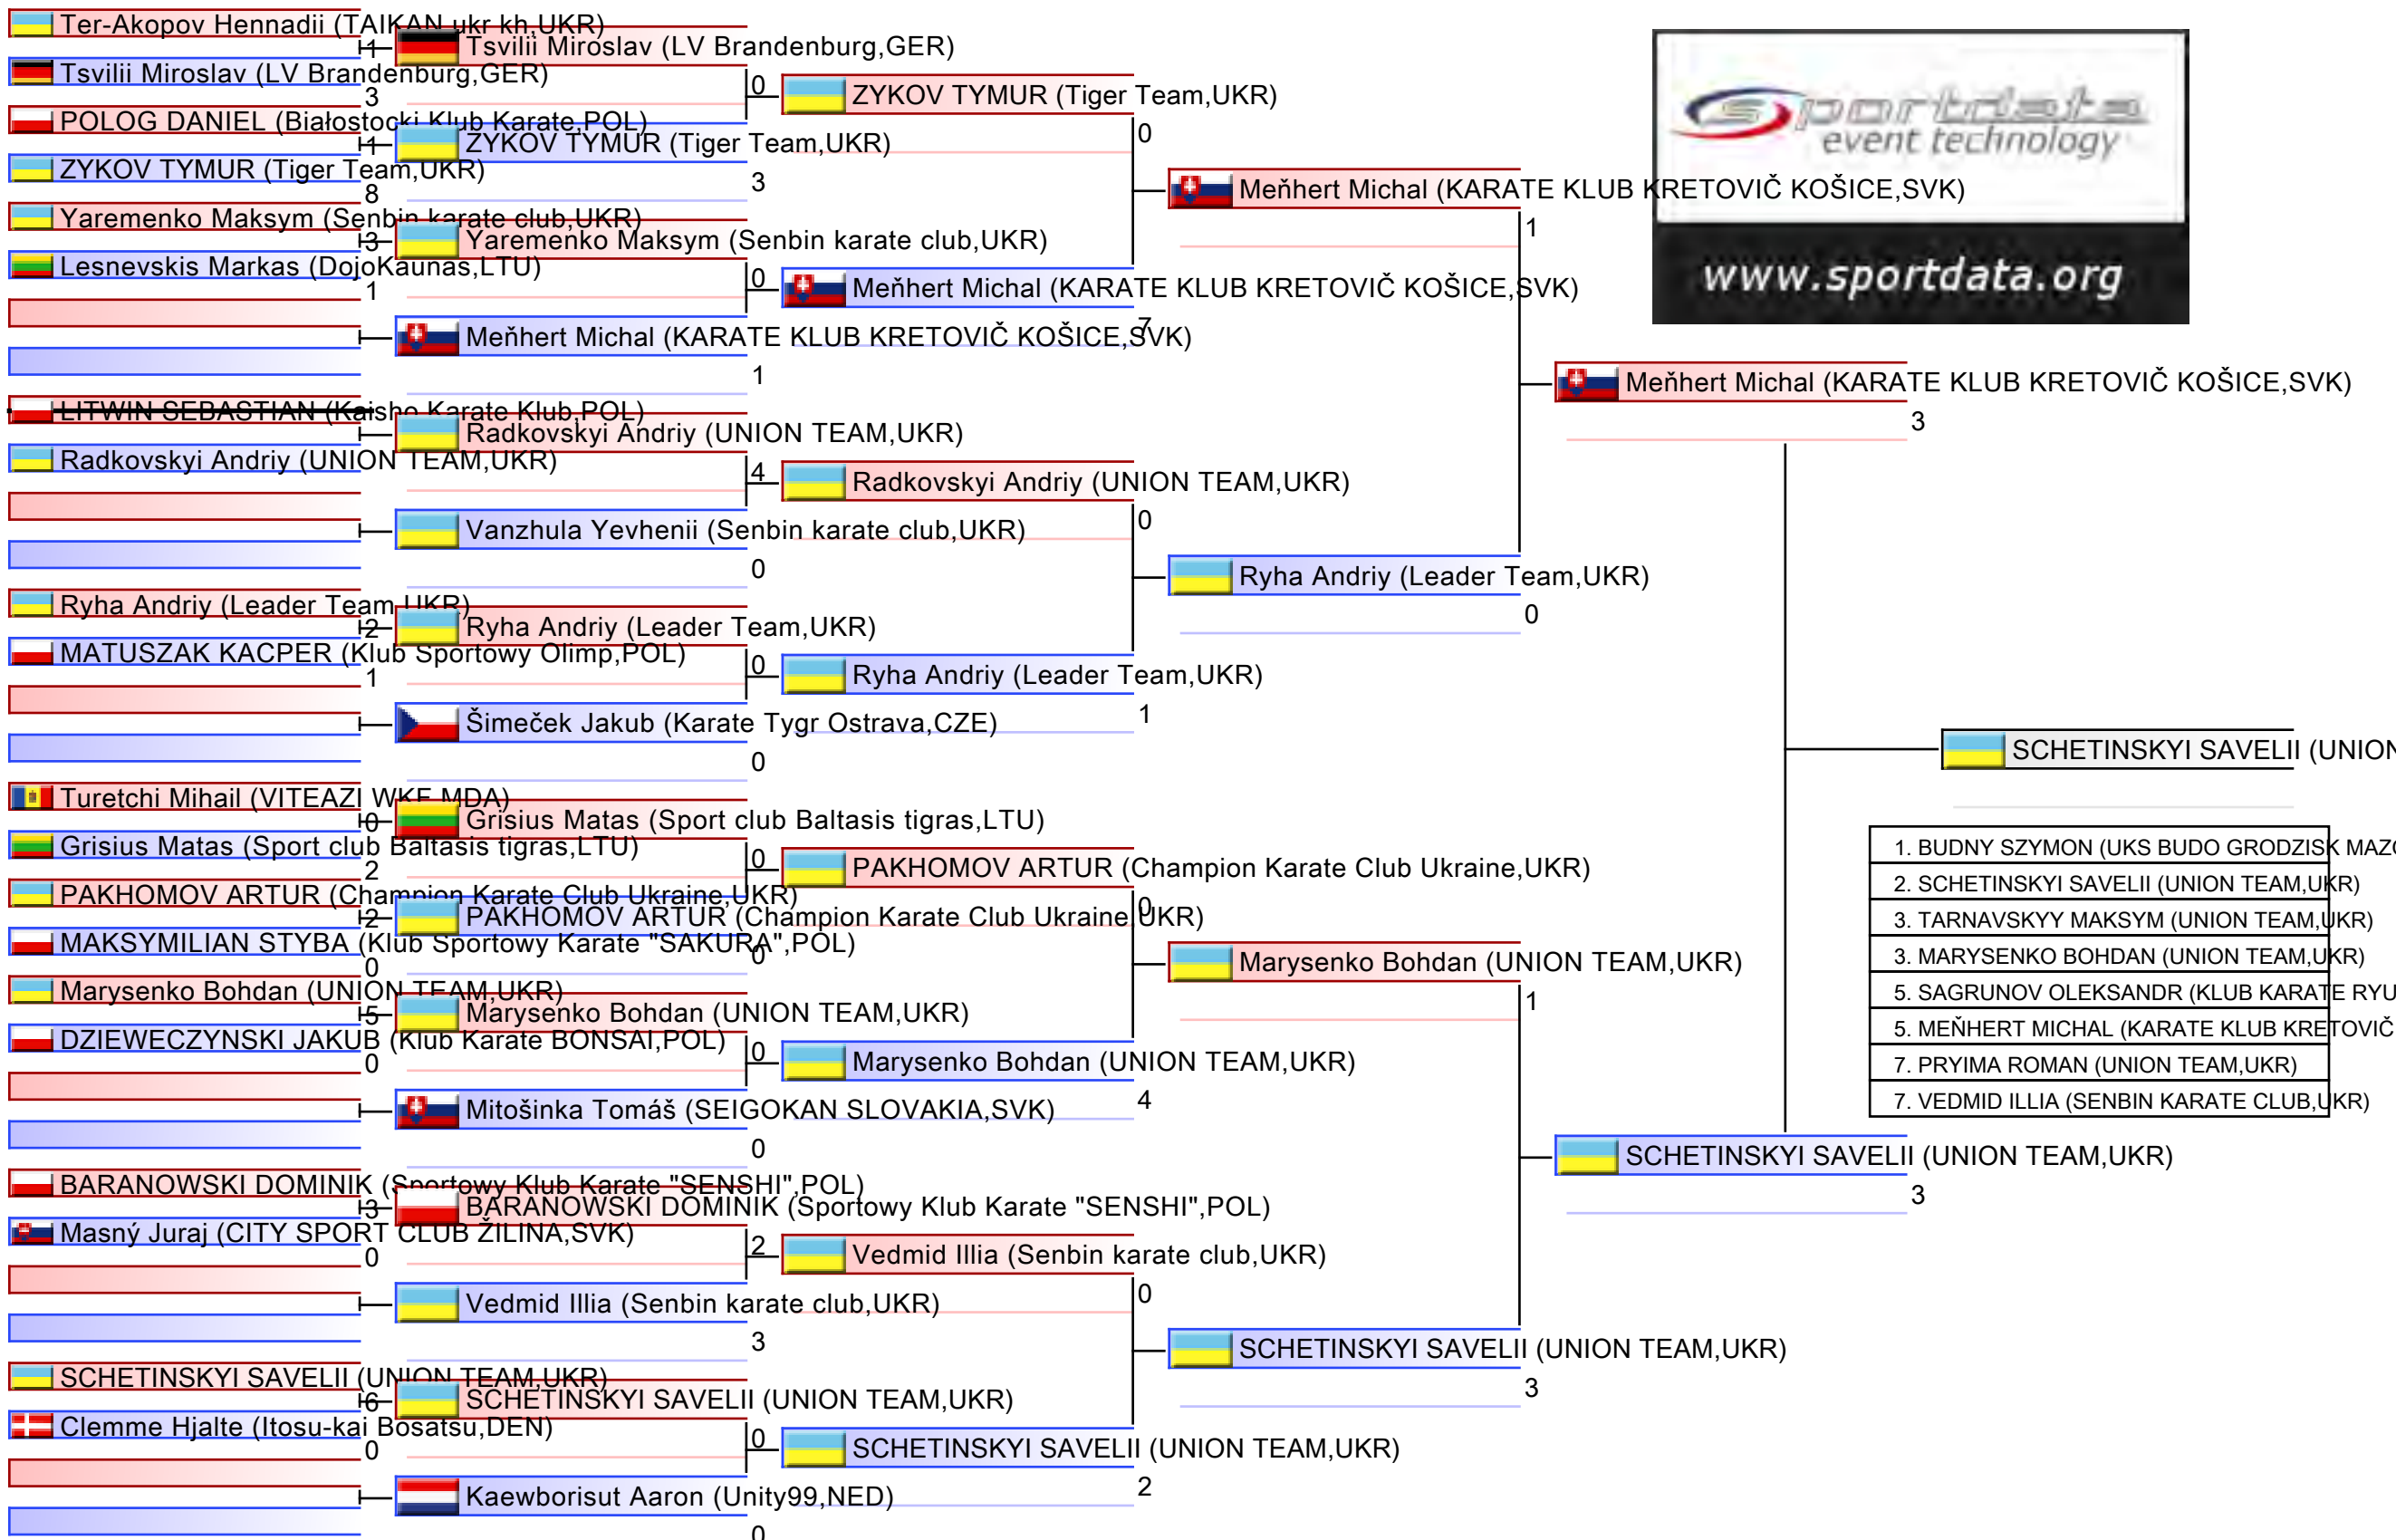 Ter-Akopov Hennadii (TAIKAN ukr kh,UKR)
1
Tsvilii Miroslav (LV Brandenburg,GER)
3
POLOG DANIEL (Białostocki Klub Karate,POL)
1
ZYKOV TYMUR (Tiger Team,UKR)
8
Yaremenko Maksym (Senbin karate club,UKR)
3
Lesnevskis Markas (DojoKaunas,LTU)
1
LITWIN SEBASTIAN (Kaisho Karate Klub,POL)
Radkovskyi Andriy (UNION TEAM,UKR)
Ryha Andriy (Leader Team,UKR)
2
MATUSZAK KACPER (Klub Sportowy Olimp,POL)
1
Turetchi Mihail (VITEAZI WKF,MDA)
0
Grisius Matas (Sport club Baltasis tigras,LTU)
2
PAKHOMOV ARTUR (Champion Karate Club Ukraine,UKR)
2
MAKSYMILIAN STYBA (Klub Sportowy Karate "SAKURA",POL)
0
Marysenko Bohdan (UNION TEAM,UKR)
5
DZIEWECZYNSKI JAKUB (Klub Karate BONSAI,POL)
0
BARANOWSKI DOMINIK (Sportowy Klub Karate "SENSHI",POL)
3
Masný Juraj (CITY SPORT CLUB ŽILINA,SVK)
0
SCHETINSKYI SAVELII (UNION TEAM,UKR)
6
Clemme Hjalte (Itosu-kai Bosatsu,DEN)
0
Tsvilii Miroslav (LV Brandenburg,GER)
0
ZYKOV TYMUR (Tiger Team,UKR)
3
Yaremenko Maksym (Senbin karate club,UKR)
0
Meňhert Michal (KARATE KLUB KRETOVIČ KOŠICE,SVK)
1
Radkovskyi Andriy (UNION TEAM,UKR)
4
Vanzhula Yevhenii (Senbin karate club,UKR)
0
Ryha Andriy (Leader Team,UKR)
0
Šimeček Jakub (Karate Tygr Ostrava,CZE)
0
Grisius Matas (Sport club Baltasis tigras,LTU)
0
PAKHOMOV ARTUR (Champion Karate Club Ukraine,UKR)
0
Marysenko Bohdan (UNION TEAM,UKR)
0
Mitošinka Tomáš (SEIGOKAN SLOVAKIA,SVK)
0
BARANOWSKI DOMINIK (Sportowy Klub Karate "SENSHI",POL)
2
Vedmid Illia (Senbin karate club,UKR)
3
SCHETINSKYI SAVELII (UNION TEAM,UKR)
0
Kaewborisut Aaron (Unity99,NED)
0
ZYKOV TYMUR (Tiger Team,UKR)
0
Meňhert Michal (KARATE KLUB KRETOVIČ KOŠICE,SVK)
7
Radkovskyi Andriy (UNION TEAM,UKR)
0
Ryha Andriy (Leader Team,UKR)
1
PAKHOMOV ARTUR (Champion Karate Club Ukraine,UKR)
0
Marysenko Bohdan (UNION TEAM,UKR)
4
Vedmid Illia (Senbin karate club,UKR)
0
SCHETINSKYI SAVELII (UNION TEAM,UKR)
2
Meňhert Michal (KARATE KLUB KRETOVIČ KOŠICE,SVK)
1
Ryha Andriy (Leader Team,UKR)
0
Marysenko Bohdan (UNION TEAM,UKR)
1
SCHETINSKYI SAVELII (UNION TEAM,UKR)
3
Meňhert Michal (KARATE KLUB KRETOVIČ KOŠICE,SVK)
3
SCHETINSKYI SAVELII (UNION TEAM,UKR)
3
SCHETINSKYI SAVELII (UNION
sportdata
event technology
www.sportdata.org
1. BUDNY SZYMON (UKS BUDO GRODZISK MAZO
2. SCHETINSKYI SAVELII (UNION TEAM,UKR)
3. TARNAVSKYY MAKSYM (UNION TEAM,UKR)
3. MARYSENKO BOHDAN (UNION TEAM,UKR)
5. SAGRUNOV OLEKSANDR (KLUB KARATE RYU
5. MEŇHERT MICHAL (KARATE KLUB KRETOVIČ
7. PRYIMA ROMAN (UNION TEAM,UKR)
7. VEDMID ILLIA (SENBIN KARATE CLUB,UKR)